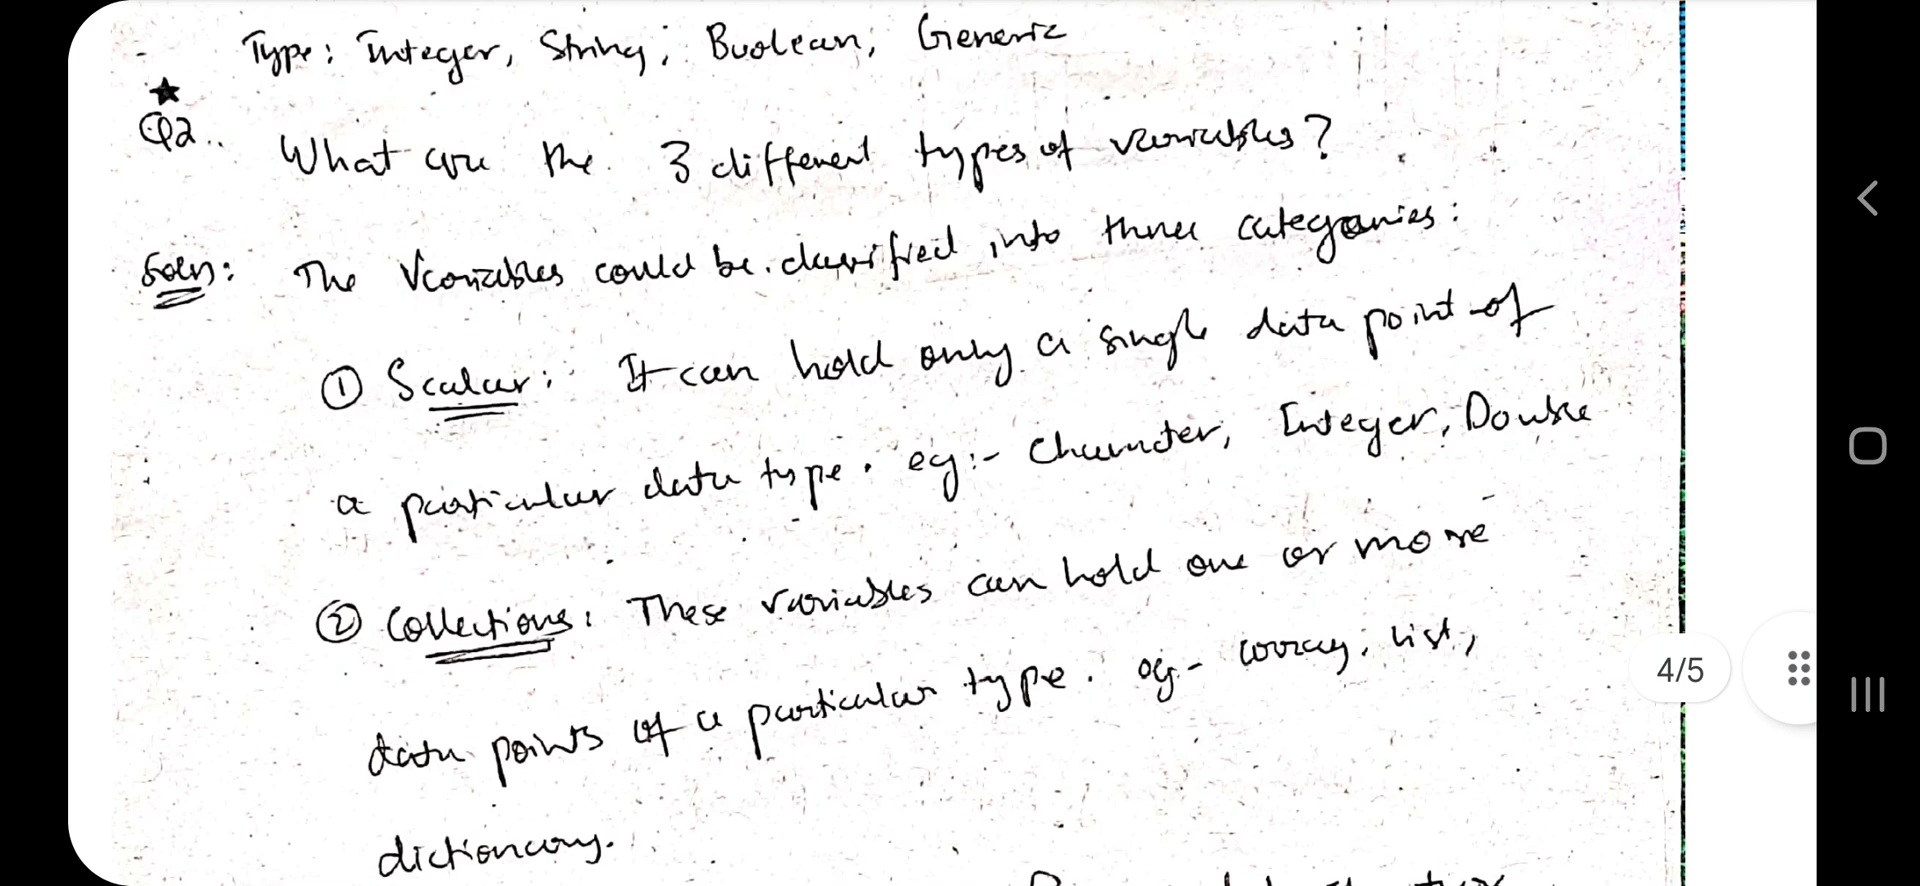 Type: Integer, String, Boolean, Generic
★
Q2. What are the 3 different types of variables?
Soln: The Variables could be classified into three categories:
① Scalar: It can hold only a single data point of
a particular data type. eg:- Character, Integer, Double
② Collections: These variables can hold one or more
data points of a particular type. eg- array, list,
dictionary.
4/5